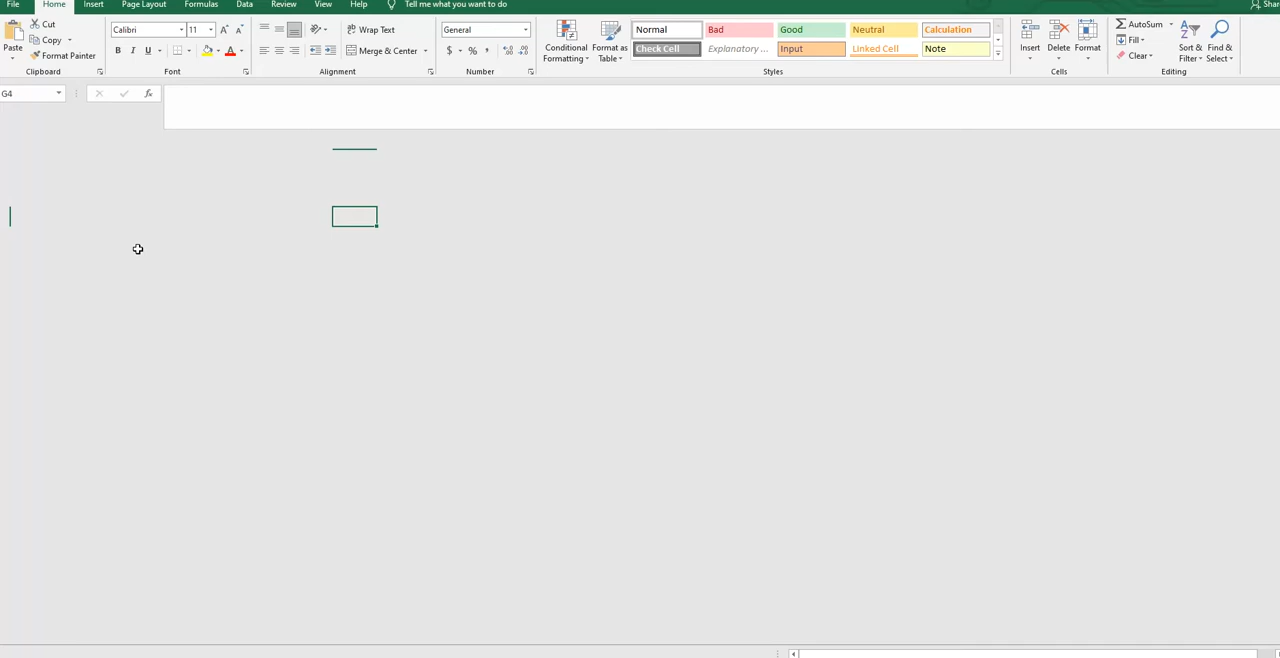 File Home Insert Page Layout Formulas Data Review View Help Tell me what you want to do
Cut
Copy
Format Painter
Paste
Clipboard
Calibri 11 A A
B I U A
Font
Wrap Text
Merge & Center
Alignment
General
$ % ,
Number
Conditional Formatting
Format as Table
Normal Bad Good Neutral Calculation
Check Cell Explanatory ... Input Linked Cell Note
Styles
Insert Delete Format
Cells
AutoSum
Fill
Clear
Sort & Filter
Find & Select
Editing
G4 fx